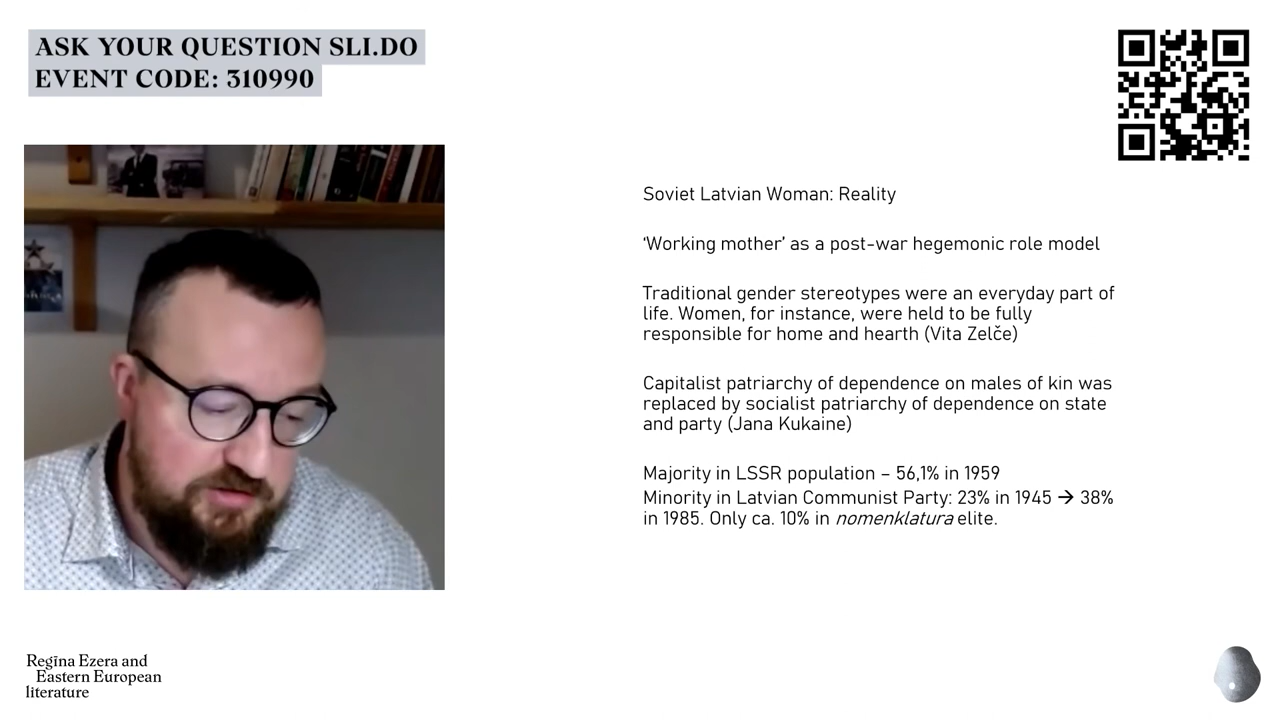 ASK YOUR QUESTION SLI.DO
EVENT CODE: 310990
Soviet Latvian Woman: Reality
‘Working mother’ as a post-war hegemonic role model
Traditional gender stereotypes were an everyday part of
life. Women, for instance, were held to be fully
responsible for home and hearth (Vita Zelče)
Capitalist patriarchy of dependence on males of kin was
replaced by socialist patriarchy of dependence on state
and party (Jana Kukaine)
Majority in LSSR population – 56,1% in 1959
Minority in Latvian Communist Party: 23% in 1945 → 38%
in 1985. Only ca. 10% in nomenklatura elite.
Regīna Ezera and
Eastern European
literature